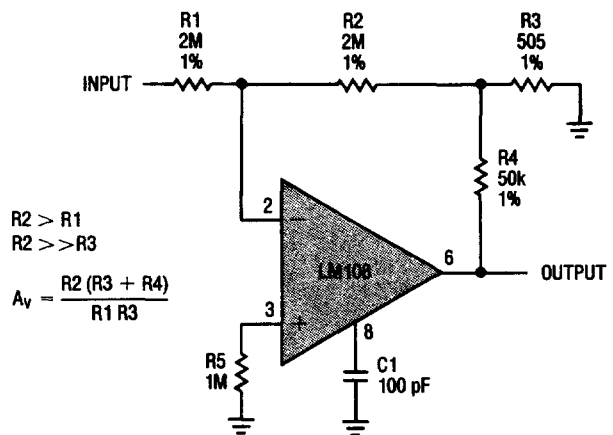 R1
2M
1%
R2
2M
1%
R3
505
1%
INPUT
R4
50k
1%
2
−
R2 > R1
R2 >>R3
6
LM108
OUTPUT
Av = R2 (R3 + R4)
R1 R3
3
+
8
R5
1M
C1
100 pF